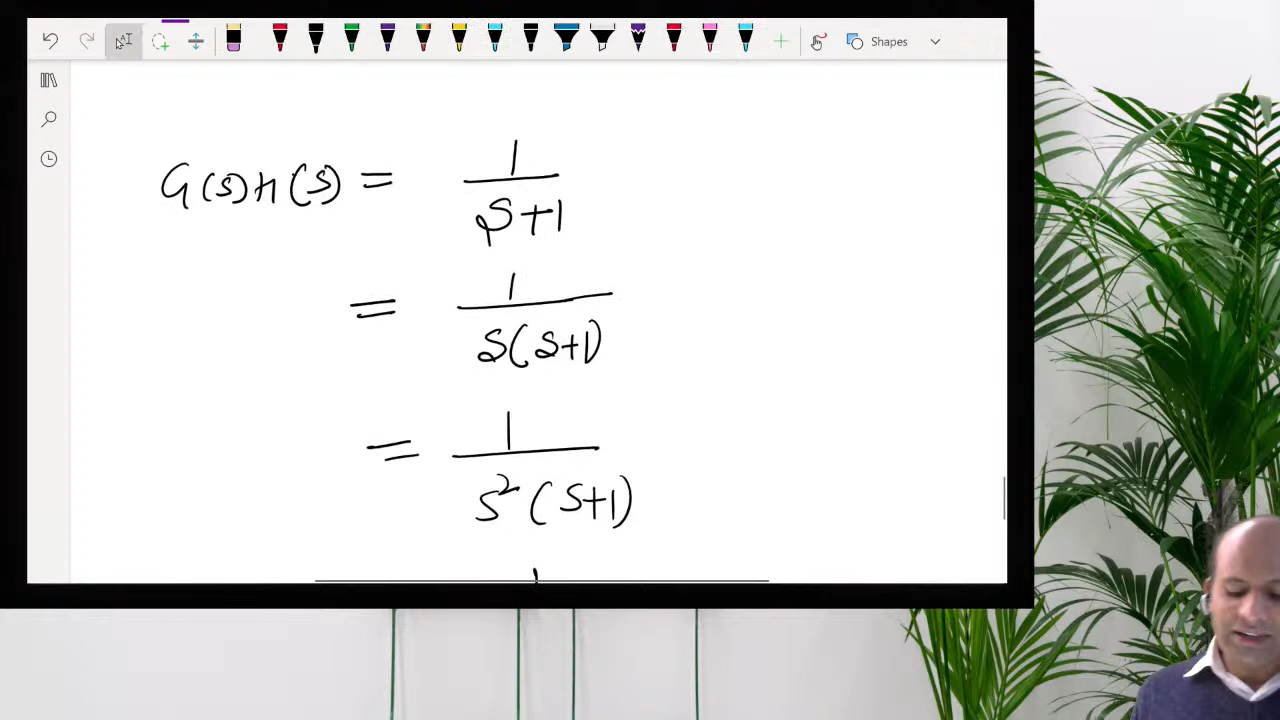 Shapes
G(s)H(s) = 1/(S+1)
= 1/(S(S+1))
= 1/(S²(S+1))